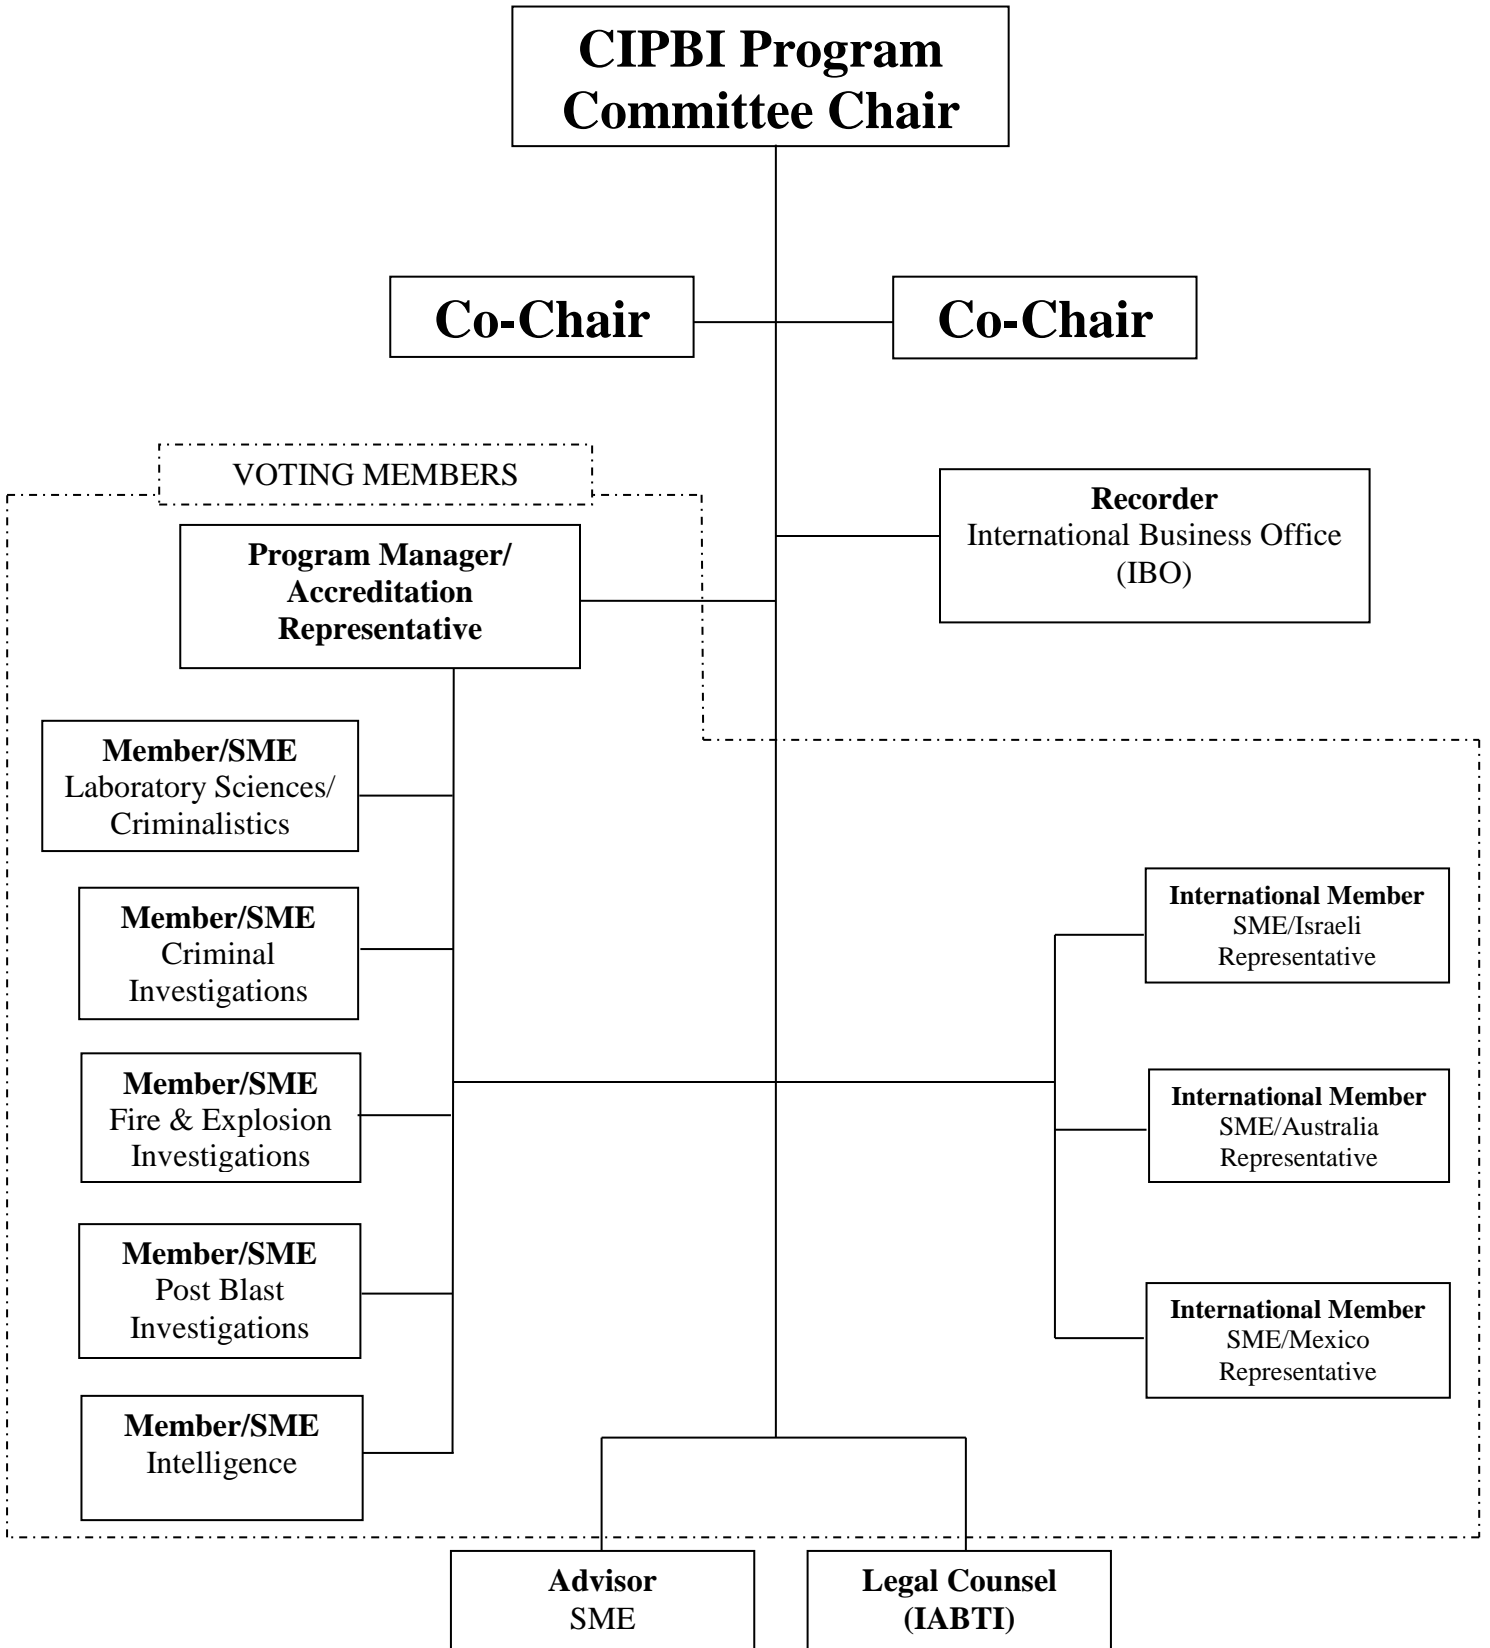 CIPBI Program
Committee Chair
Co-Chair
Co-Chair
VOTING MEMBERS
Recorder
International Business Office
(IBO)
Program Manager/
Accreditation
Representative
Member/SME
Laboratory Sciences/
Criminalistics
Member/SME
Criminal
Investigations
Member/SME
Fire & Explosion
Investigations
Member/SME
Post Blast
Investigations
Member/SME
Intelligence
International Member
SME/Israeli
Representative
International Member
SME/Australia
Representative
International Member
SME/Mexico
Representative
Advisor
SME
Legal Counsel
(IABTI)